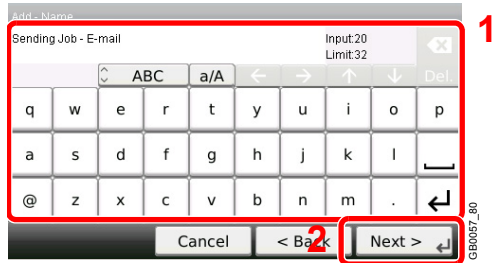 Add - Name
1
Sending Job - E-mail
Input:20
Limit:32
ABC a/A Del.
q w e r t y u i o p
a s d f g h j k l
@ z x c v b n m .
2
Cancel < Back Next >
GB0057_80